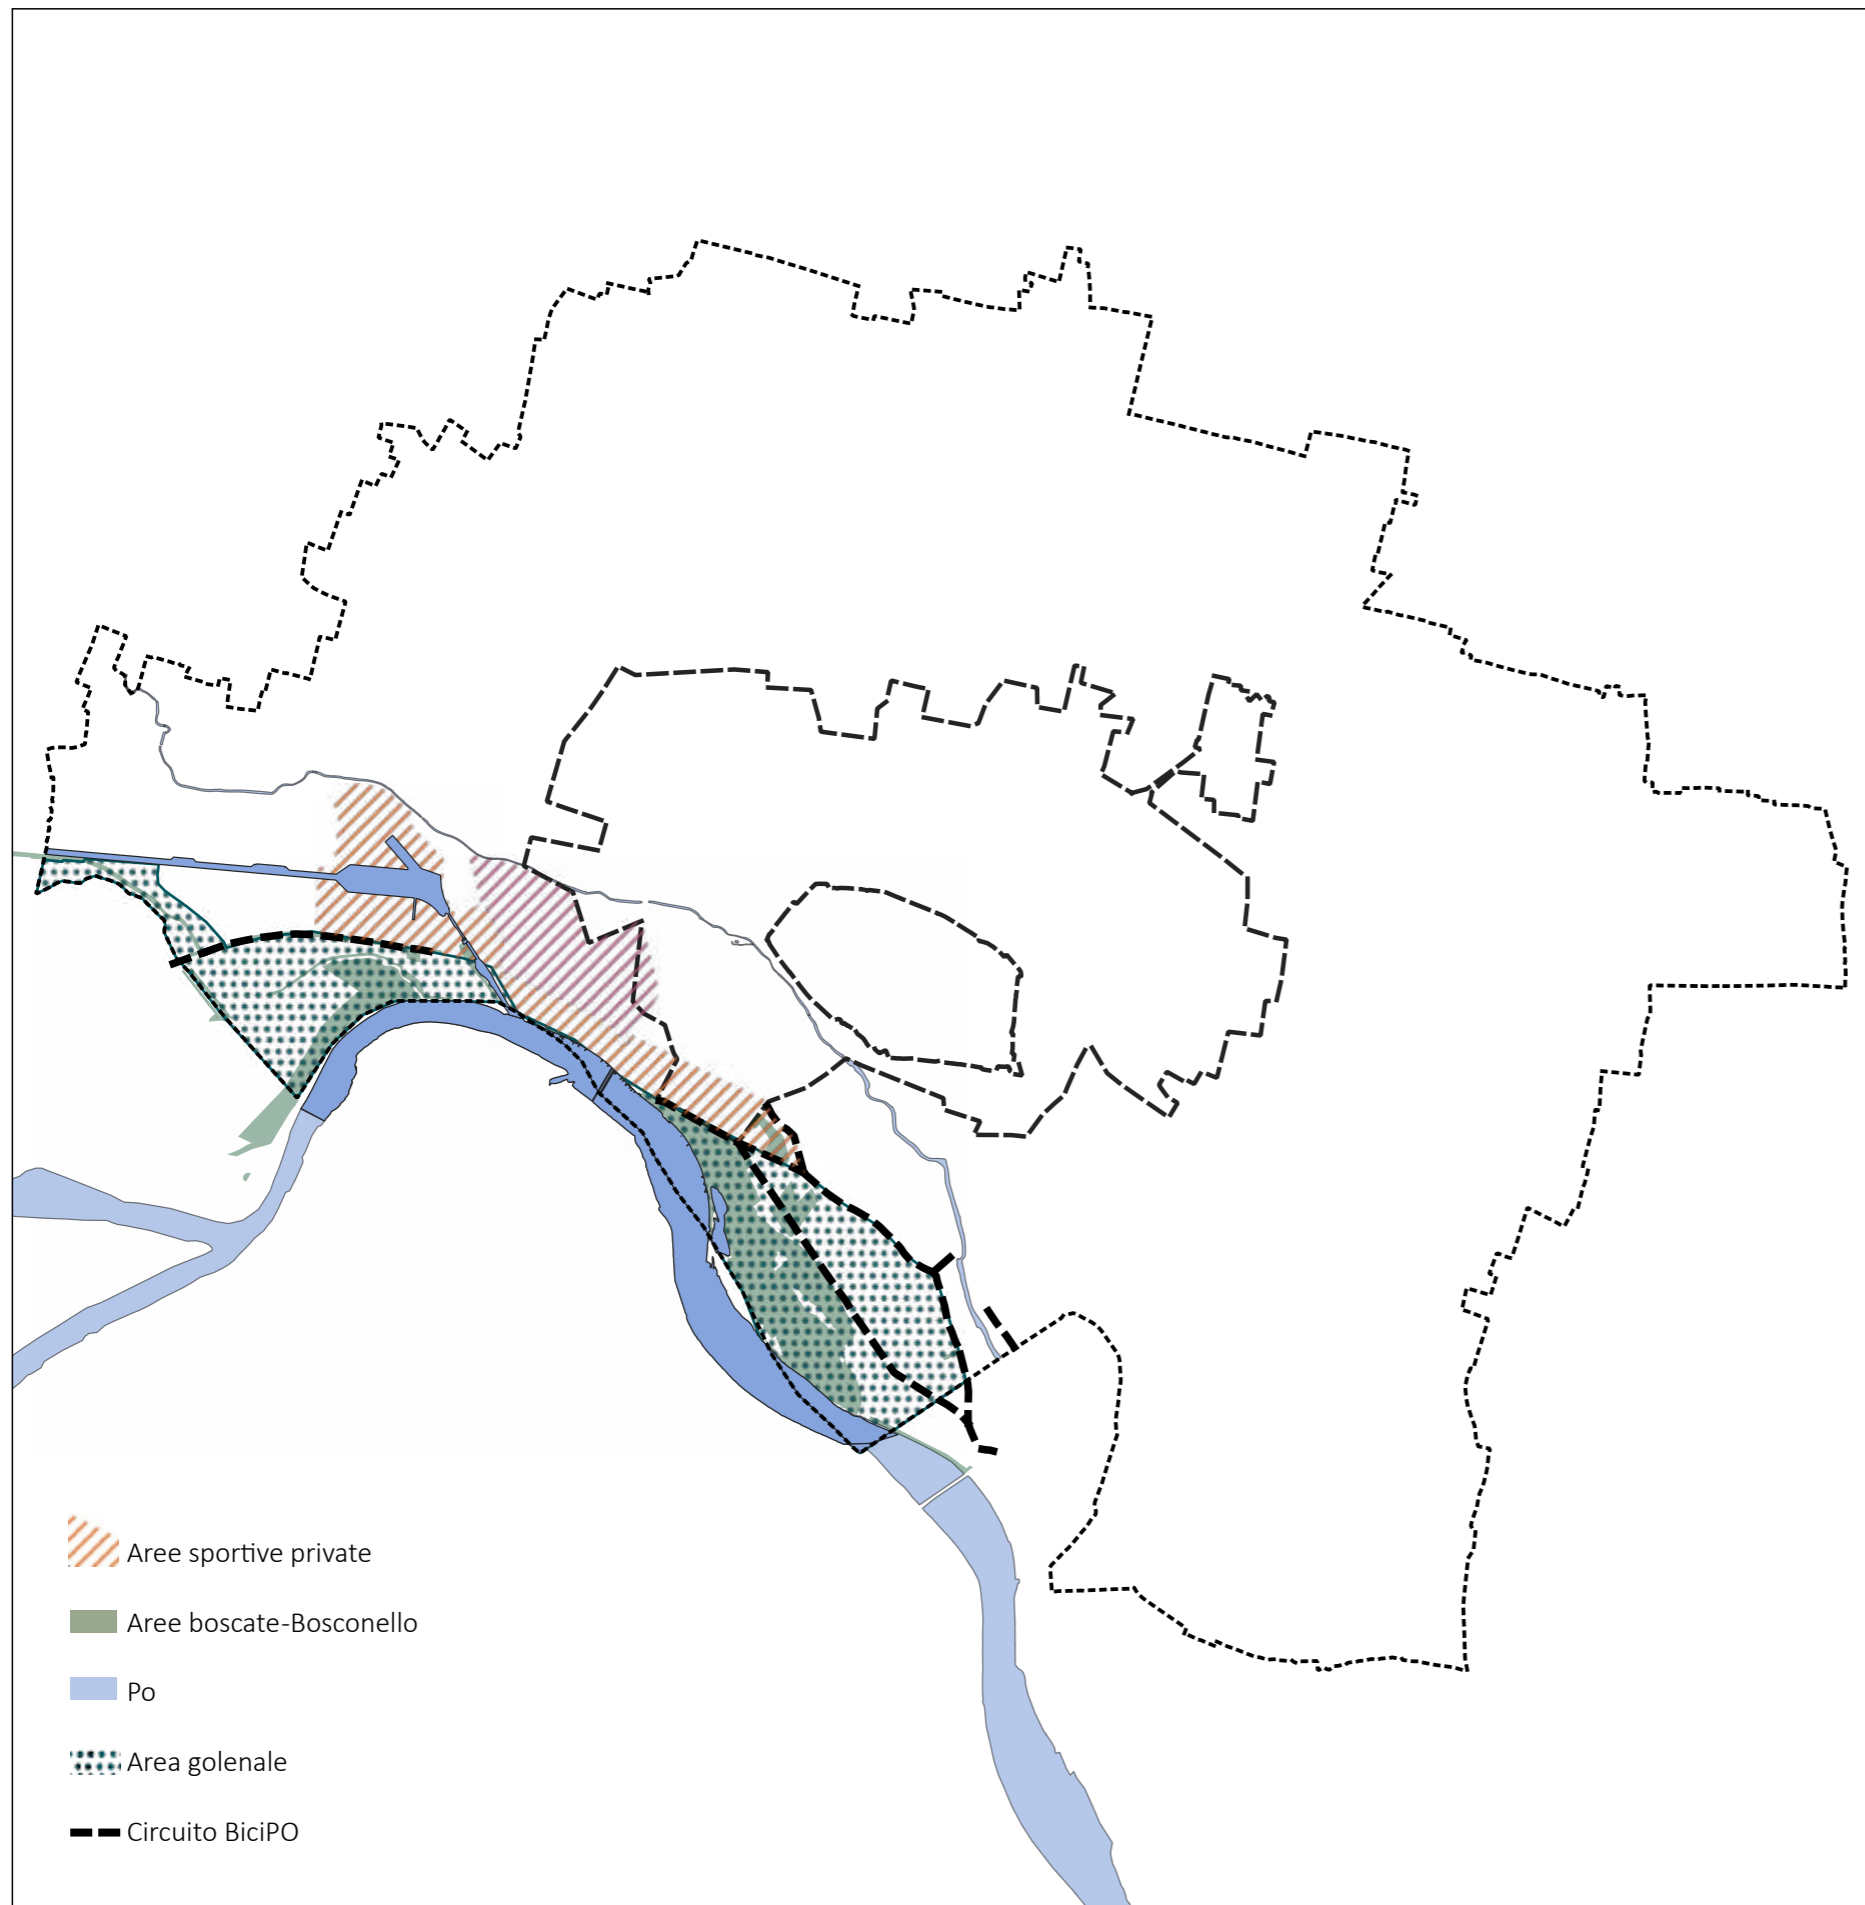 Aree sportive private
Aree boscate-Bosconello
Po
Area golenale
Circuito BiciPO